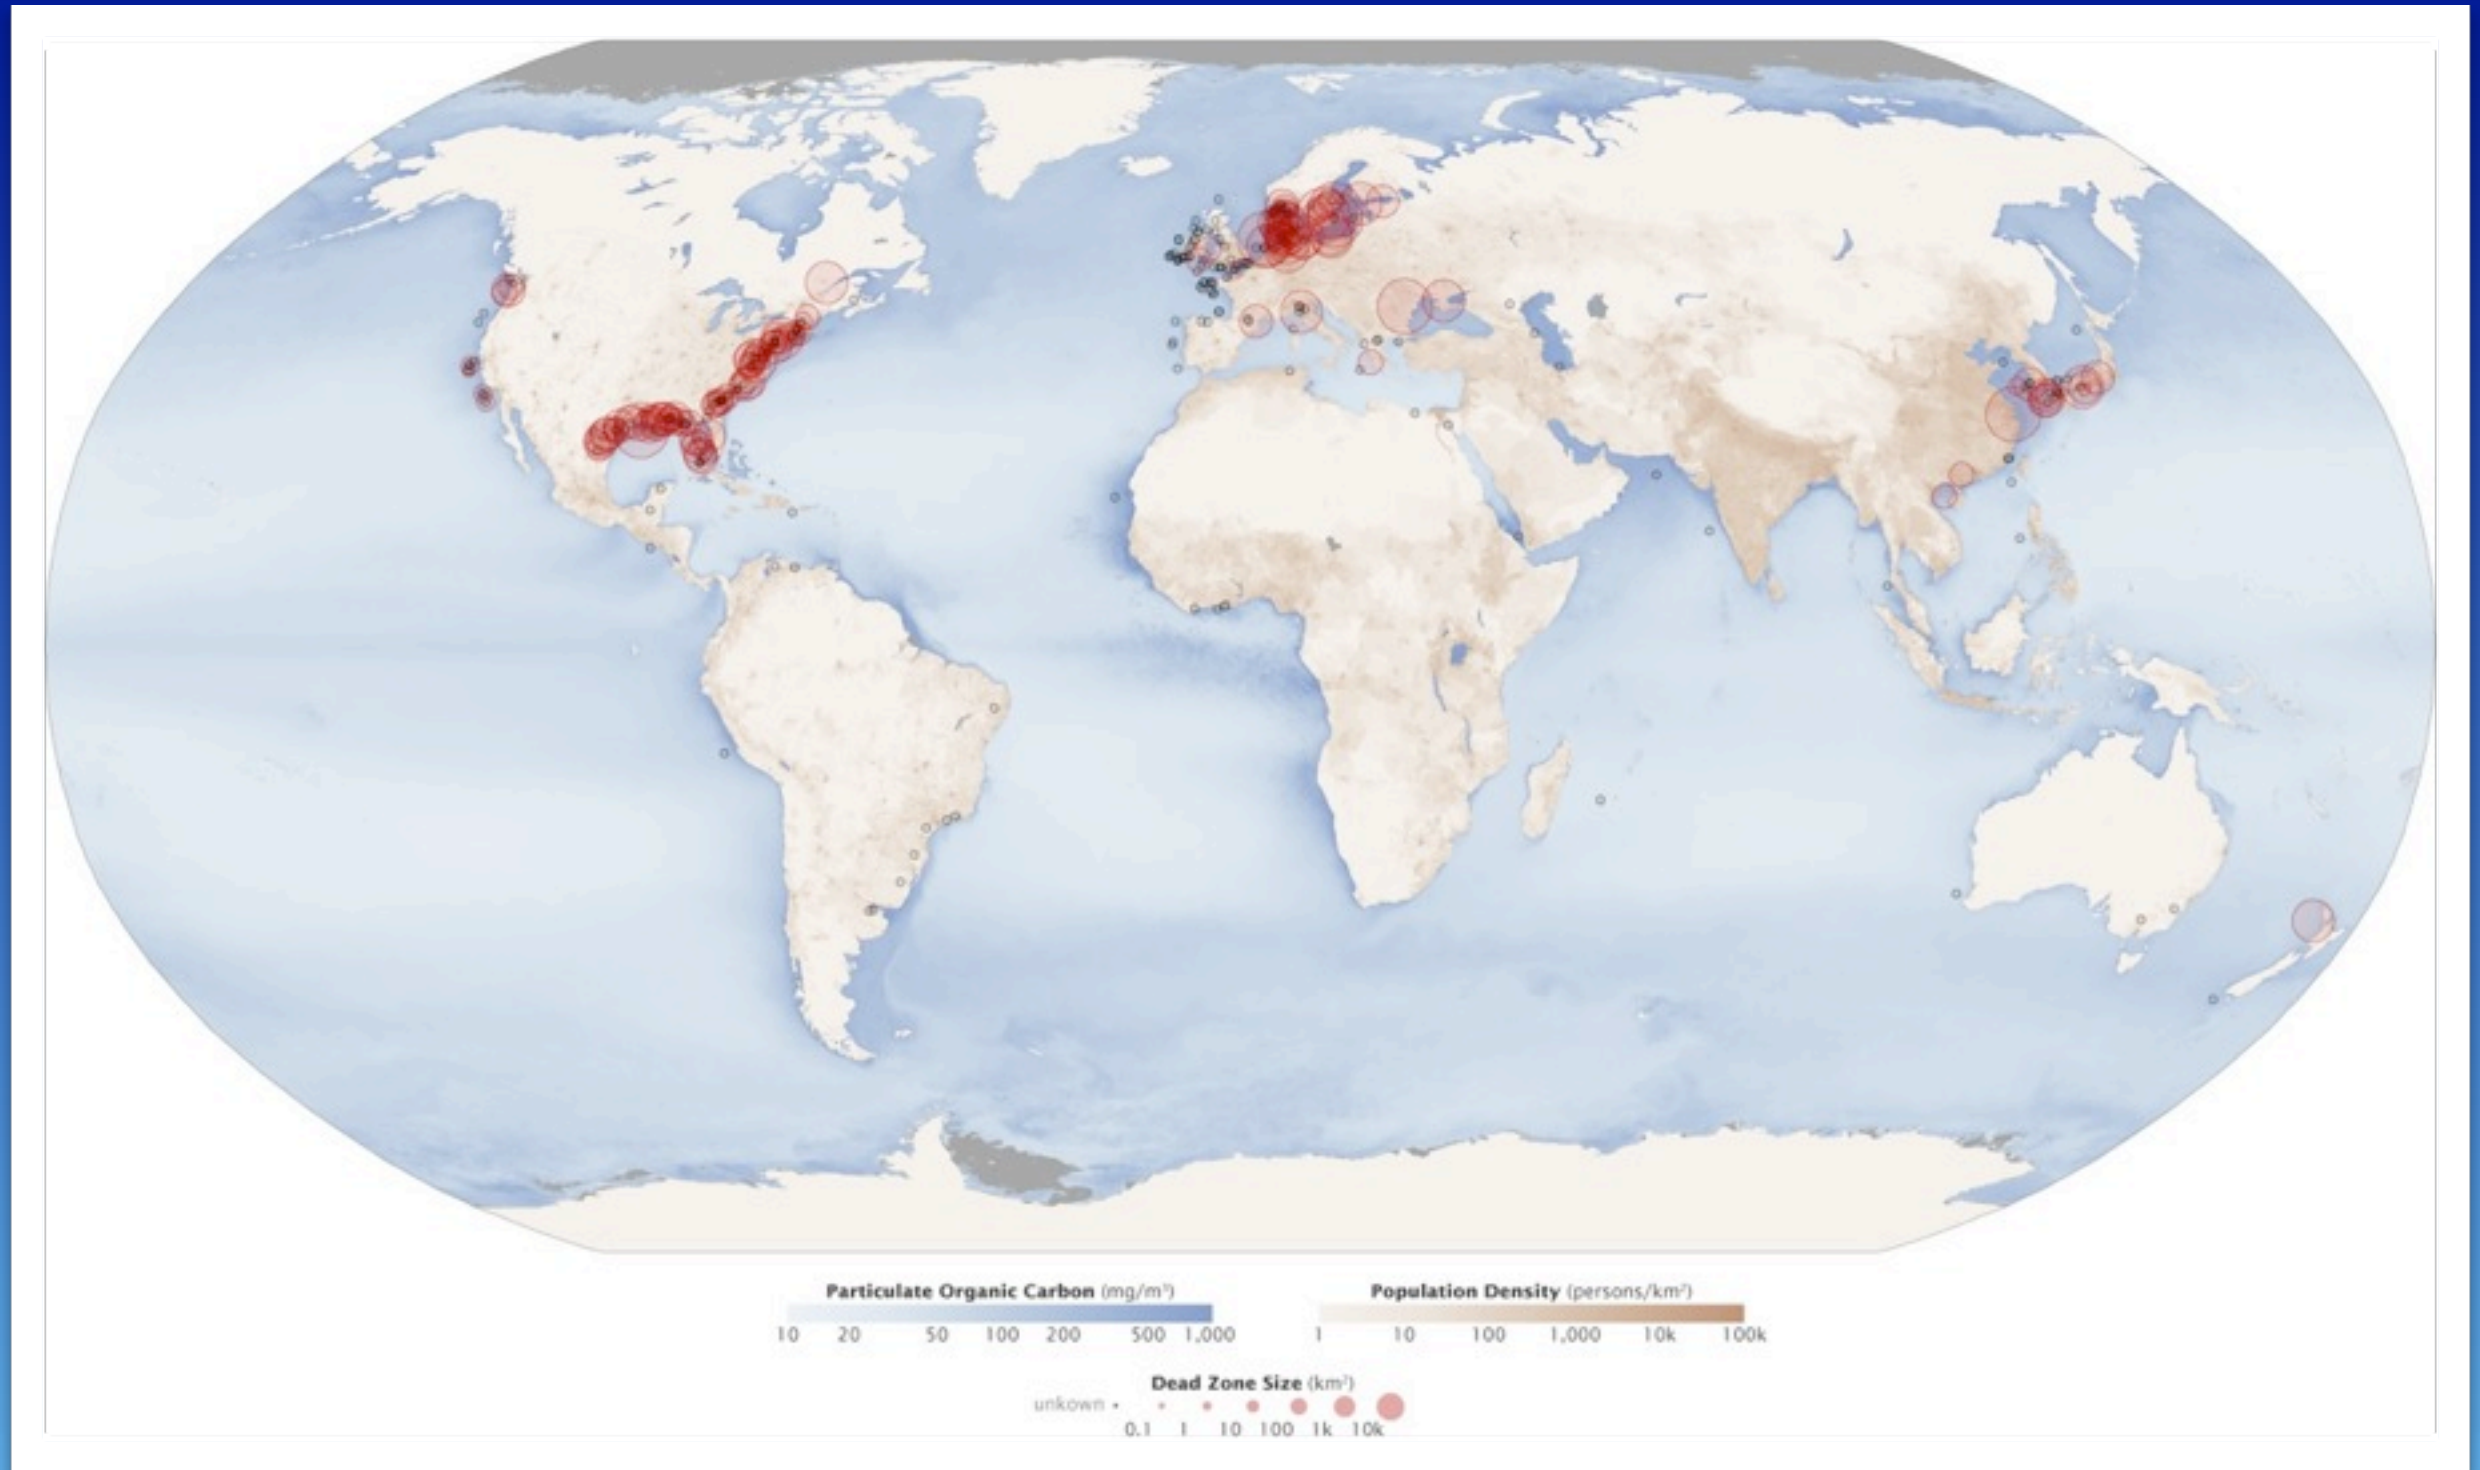 Particulate Organic Carbon (mg/m³)
10 20 50 100 200 500 1,000
Population Density (persons/km²)
1 10 100 1,000 10k 100k
Dead Zone Size (km²)
unkown
0.1 1 10 100 1k 10k